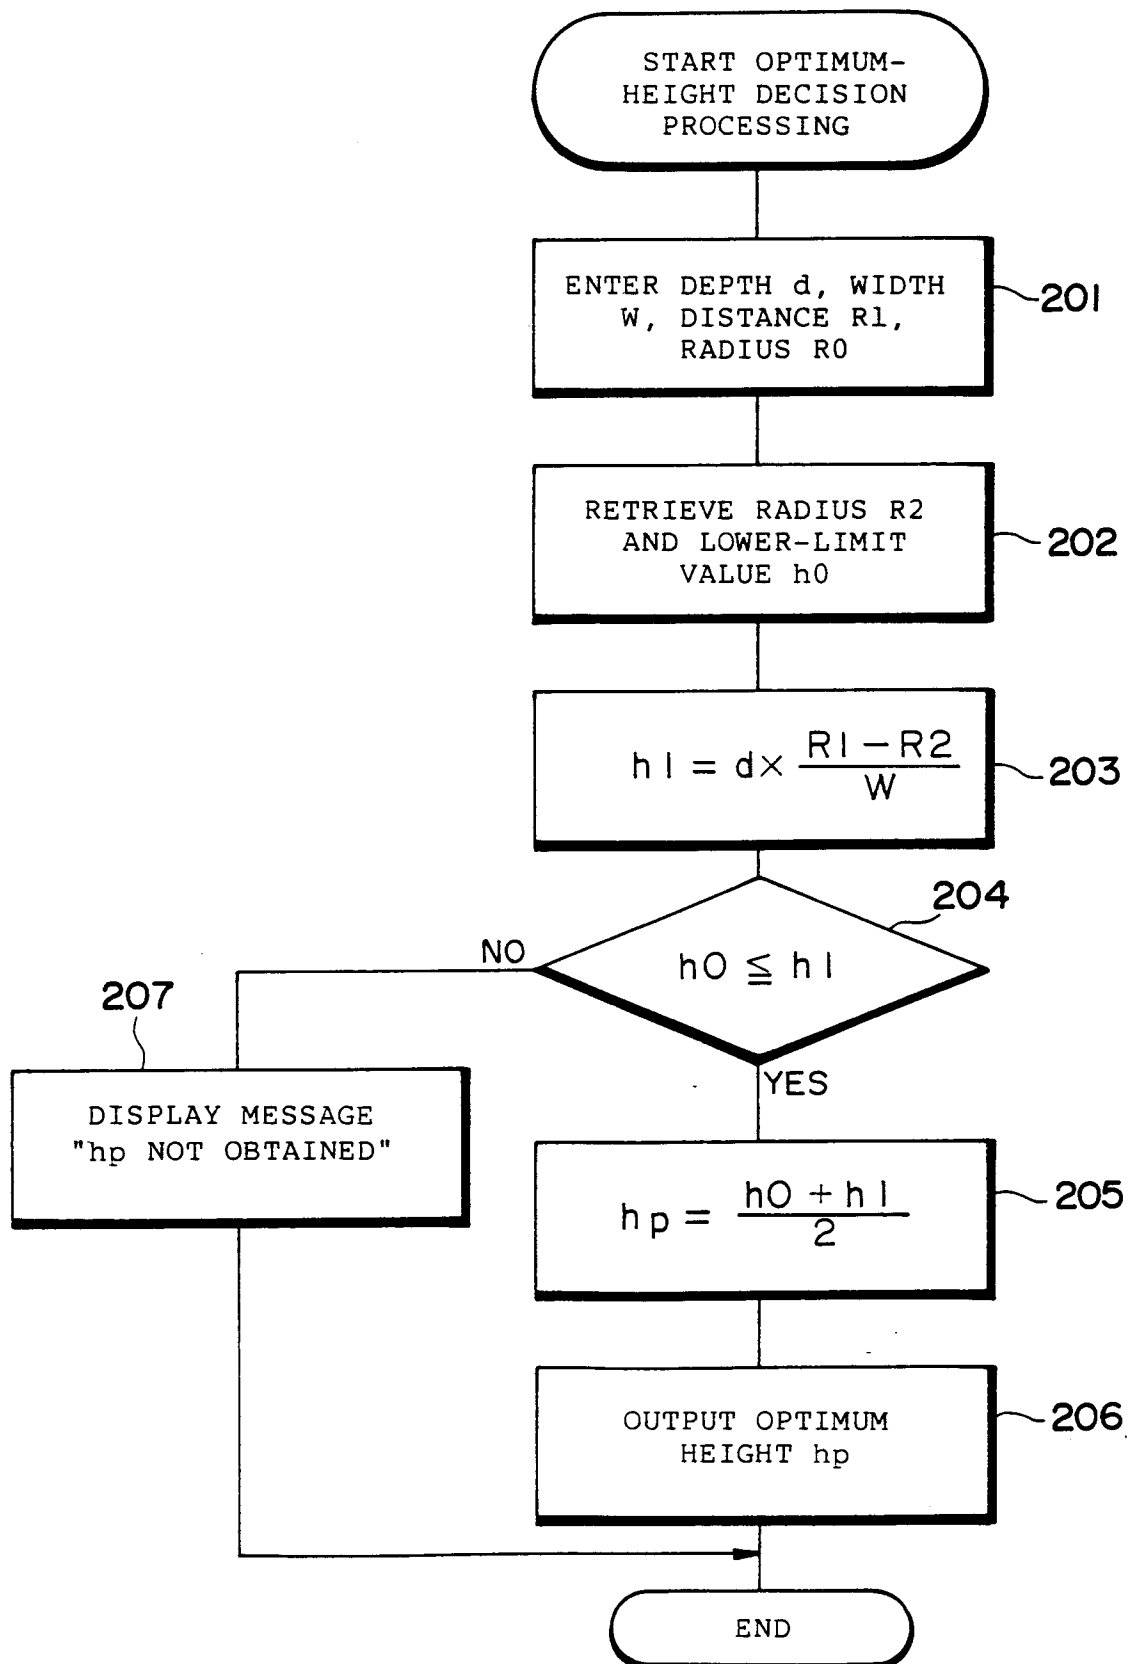 START OPTIMUM-
HEIGHT DECISION
PROCESSING
ENTER DEPTH d, WIDTH
W, DISTANCE R1,
RADIUS R0
201
RETRIEVE RADIUS R2
AND LOWER-LIMIT
VALUE h0
202
h1 = d× (R1 − R2) / W
203
204
h0 ≦ h1
NO
YES
207
DISPLAY MESSAGE
"hp NOT OBTAINED"
hp = (h0 + h1) / 2
205
OUTPUT OPTIMUM
HEIGHT hp
206
END